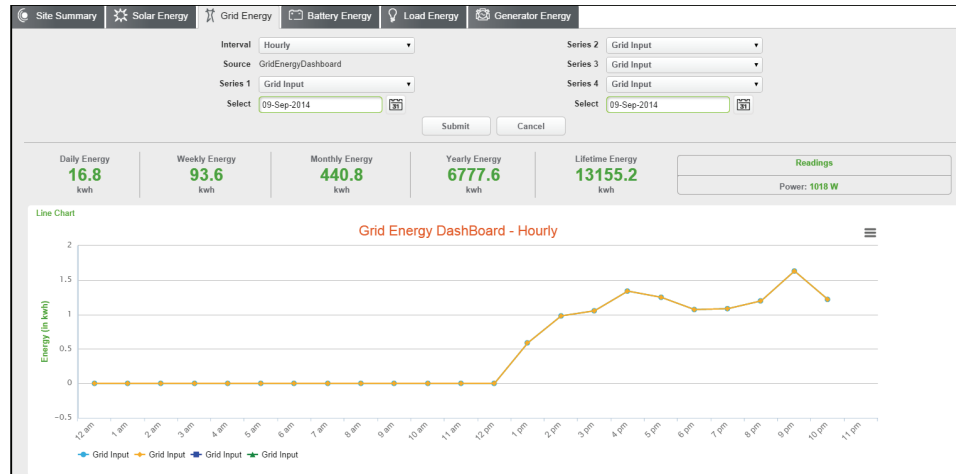 Site Summary Solar Energy Grid Energy Battery Energy Load Energy Generator Energy
Interval Hourly Series 2 Grid Input
Source GridEnergyDashboard Series 3 Grid Input
Series 1 Grid Input Series 4 Grid Input
Select 09-Sep-2014 31 Select 09-Sep-2014 31
Submit Cancel
Daily Energy Weekly Energy Monthly Energy Yearly Energy Lifetime Energy Readings
16.8 93.6 440.8 6777.6 13155.2
kwh kwh kwh kwh kwh Power: 1018 W
Line Chart
Grid Energy DashBoard - Hourly
Energy (in kwh)
2
1.5
1
0.5
0
-0.5
12 am 1 am 2 am 3 am 4 am 5 am 6 am 7 am 8 am 9 am 10 am 11 am 12 pm 1 pm 2 pm 3 pm 4 pm 5 pm 6 pm 7 pm 8 pm 9 pm 10 pm 11 pm
Grid Input Grid Input Grid Input Grid Input